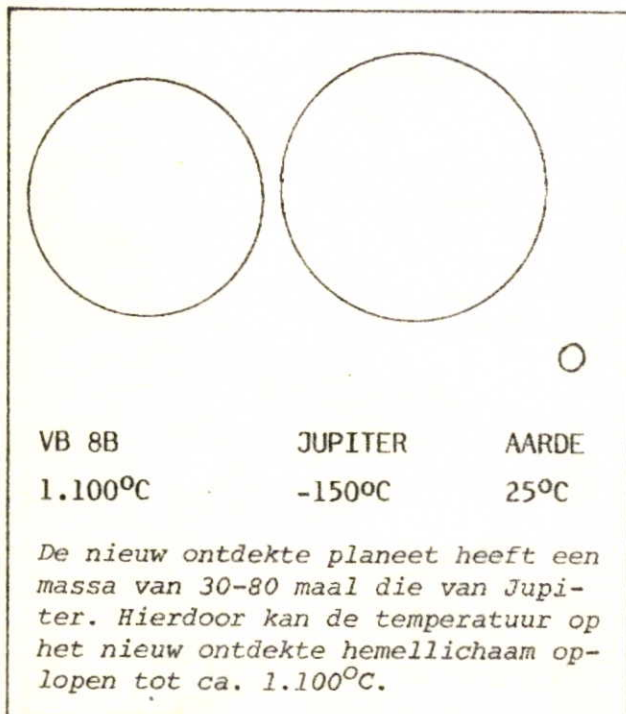 VB 8B JUPITER AARDE
1.100°C -150°C 25°C
De nieuw ontdekte planeet heeft een
massa van 30-80 maal die van Jupi-
ter. Hierdoor kan de temperatuur op
het nieuw ontdekte hemellichaam op-
lopen tot ca. 1.100°C.